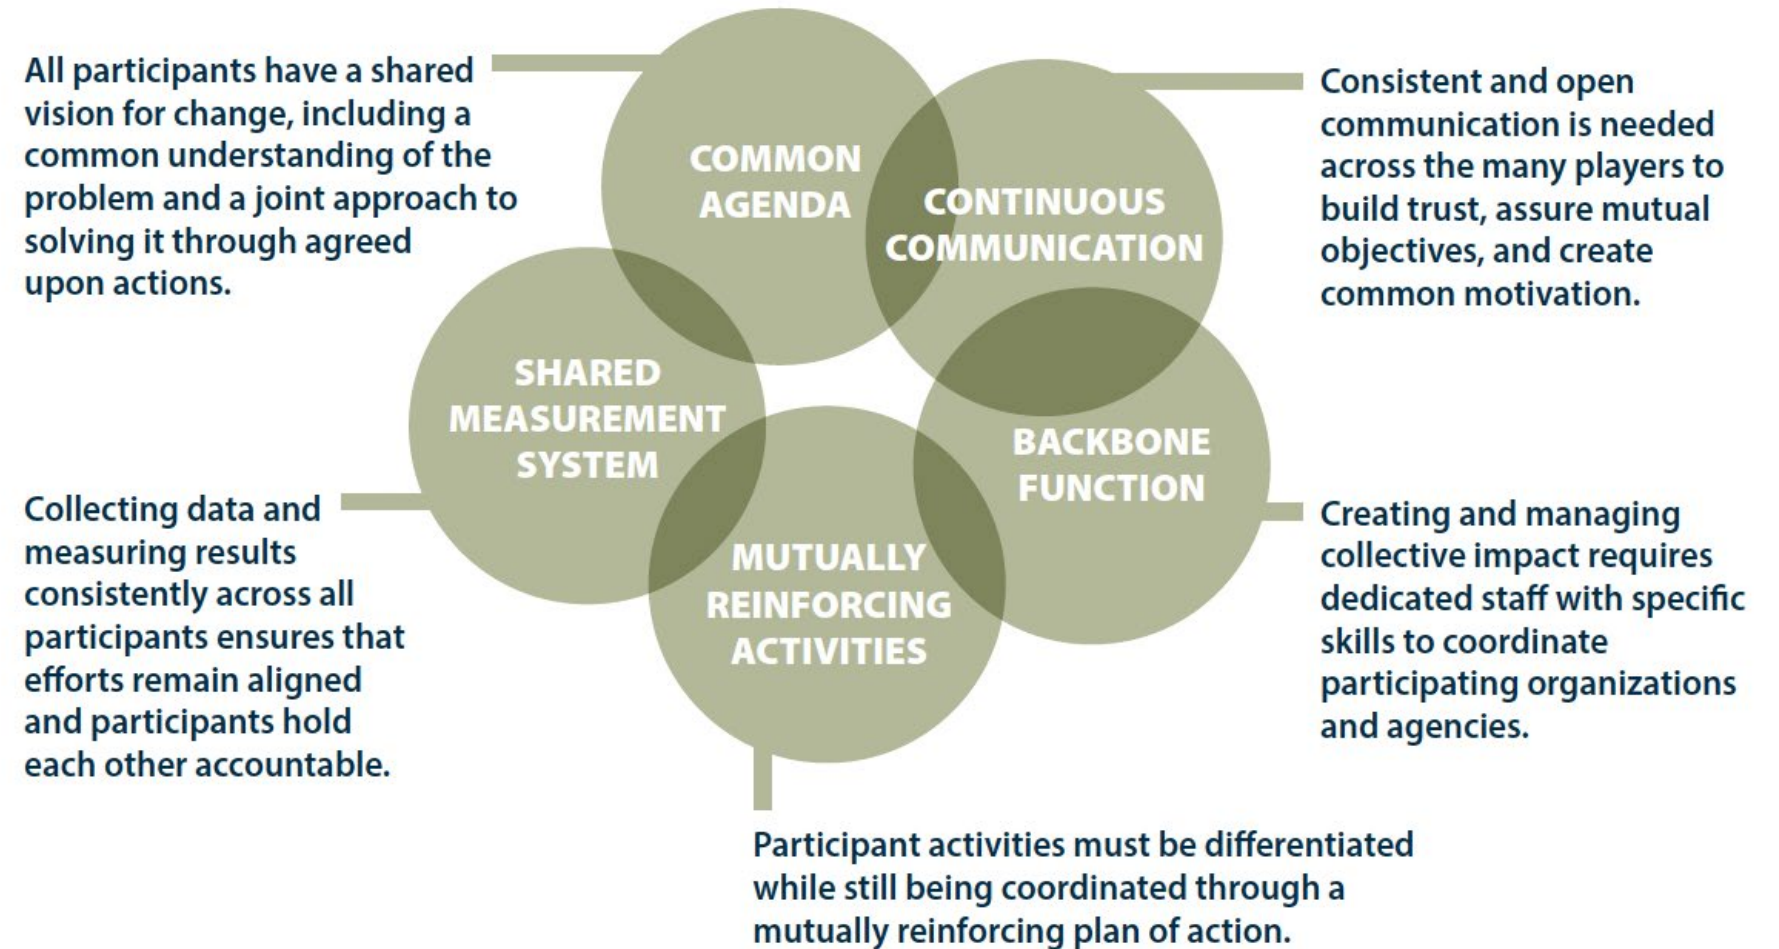 All participants have a shared
vision for change, including a
common understanding of the
problem and a joint approach to
solving it through agreed
upon actions.
COMMON
AGENDA
CONTINUOUS
COMMUNICATION
Consistent and open
communication is needed
across the many players to
build trust, assure mutual
objectives, and create
common motivation.
SHARED
MEASUREMENT
SYSTEM
BACKBONE
FUNCTION
MUTUALLY
REINFORCING
ACTIVITIES
Collecting data and
measuring results
consistently across all
participants ensures that
efforts remain aligned
and participants hold
each other accountable.
Creating and managing
collective impact requires
dedicated staff with specific
skills to coordinate
participating organizations
and agencies.
Participant activities must be differentiated
while still being coordinated through a
mutually reinforcing plan of action.